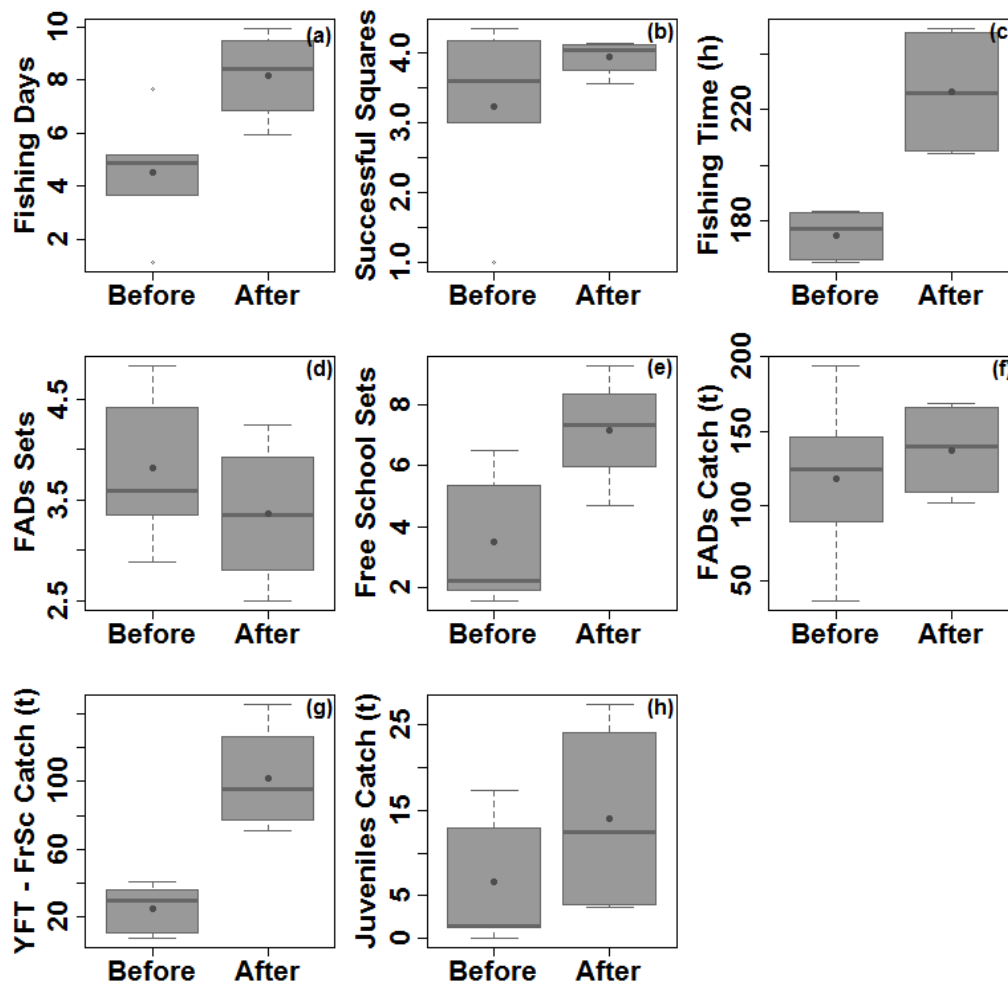 Fishing Days
2 4 6 8 10
(a)
Before After
Successful Squares
1.0 2.0 3.0 4.0
(b)
Before After
Fishing Time (h)
180 220
(c
Before After
FADs Sets
2.5 3.5 4.5
(d)
Before After
Free School Sets
2 4 6 8
(e)
Before After
FADs Catch (t)
50 100 150 200
(f)
Before After
YFT - FrSc Catch (t)
20 60 100
(g)
Before After
Juveniles Catch (t)
0 5 15 25
(h)
Before After